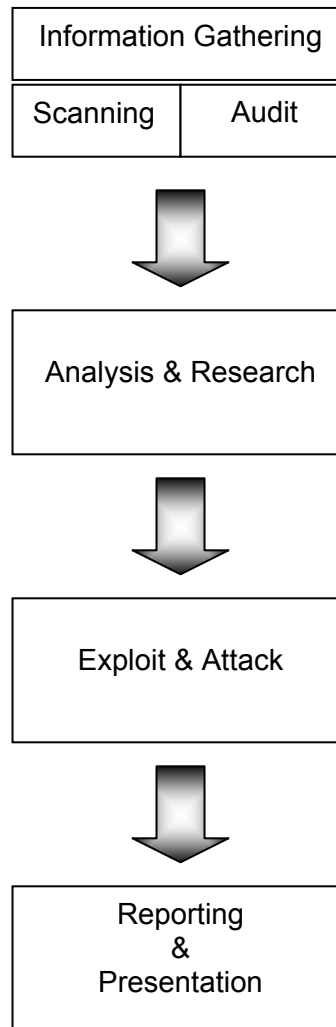 Information Gathering
Scanning
Audit
Analysis & Research
Exploit & Attack
Reporting
&
Presentation